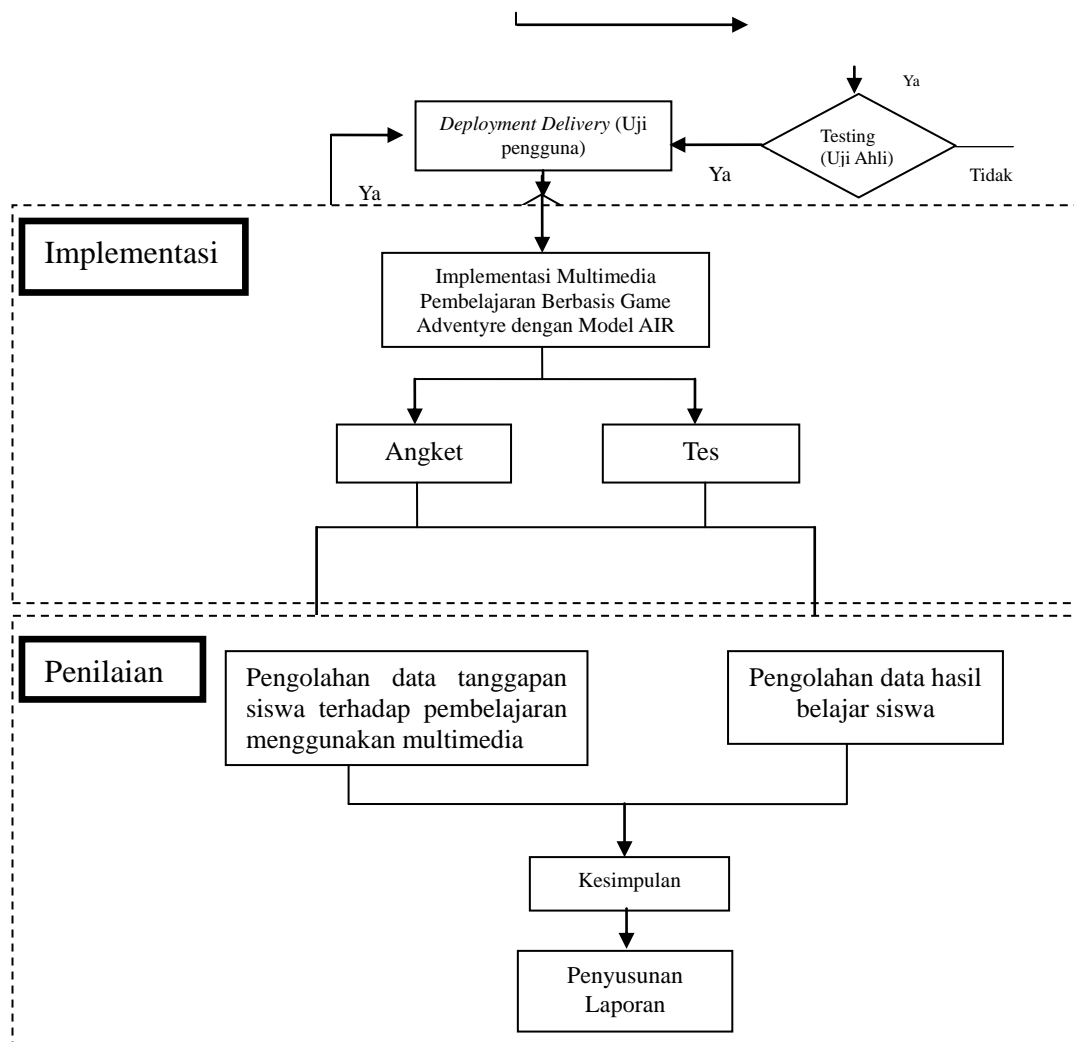 Ya
Deployment Delivery (Uji
pengguna)
Testing
(Uji Ahli)
Ya
Tidak
Ya
Implementasi
Implementasi Multimedia
Pembelajaran Berbasis Game
Adventyre dengan Model AIR
Angket
Tes
Penilaian
Pengolahan data tanggapan
siswa terhadap pembelajaran
menggunakan multimedia
Pengolahan data hasil
belajar siswa
Kesimpulan
Penyusunan
Laporan